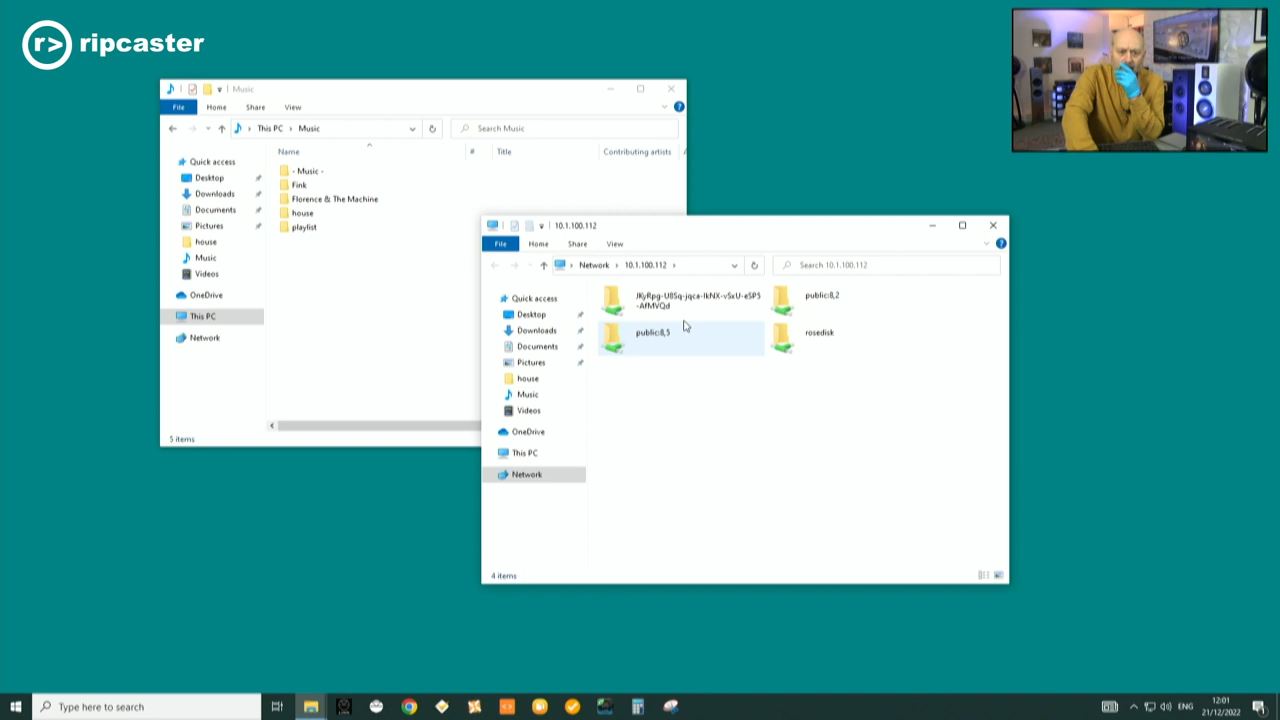 r> ripcaster
Music
File Home Share View
This PC › Music
Search Music
Name # Title Contributing artists
Quick access
Desktop
Downloads
Documents
Pictures
house
Music
Videos
OneDrive
This PC
Network
- Music -
Fink
Florence & The Machine
house
playlist
5 items
10.1.100.112
File Home Share View
Network › 10.1.100.112 ›
Search 10.1.100.112
Quick access
Desktop
Downloads
Documents
Pictures
house
Music
Videos
OneDrive
This PC
Network
public:8,2
public:8,5
rosedisk
4 items
Type here to search
ENG
12:01
21/12/2022